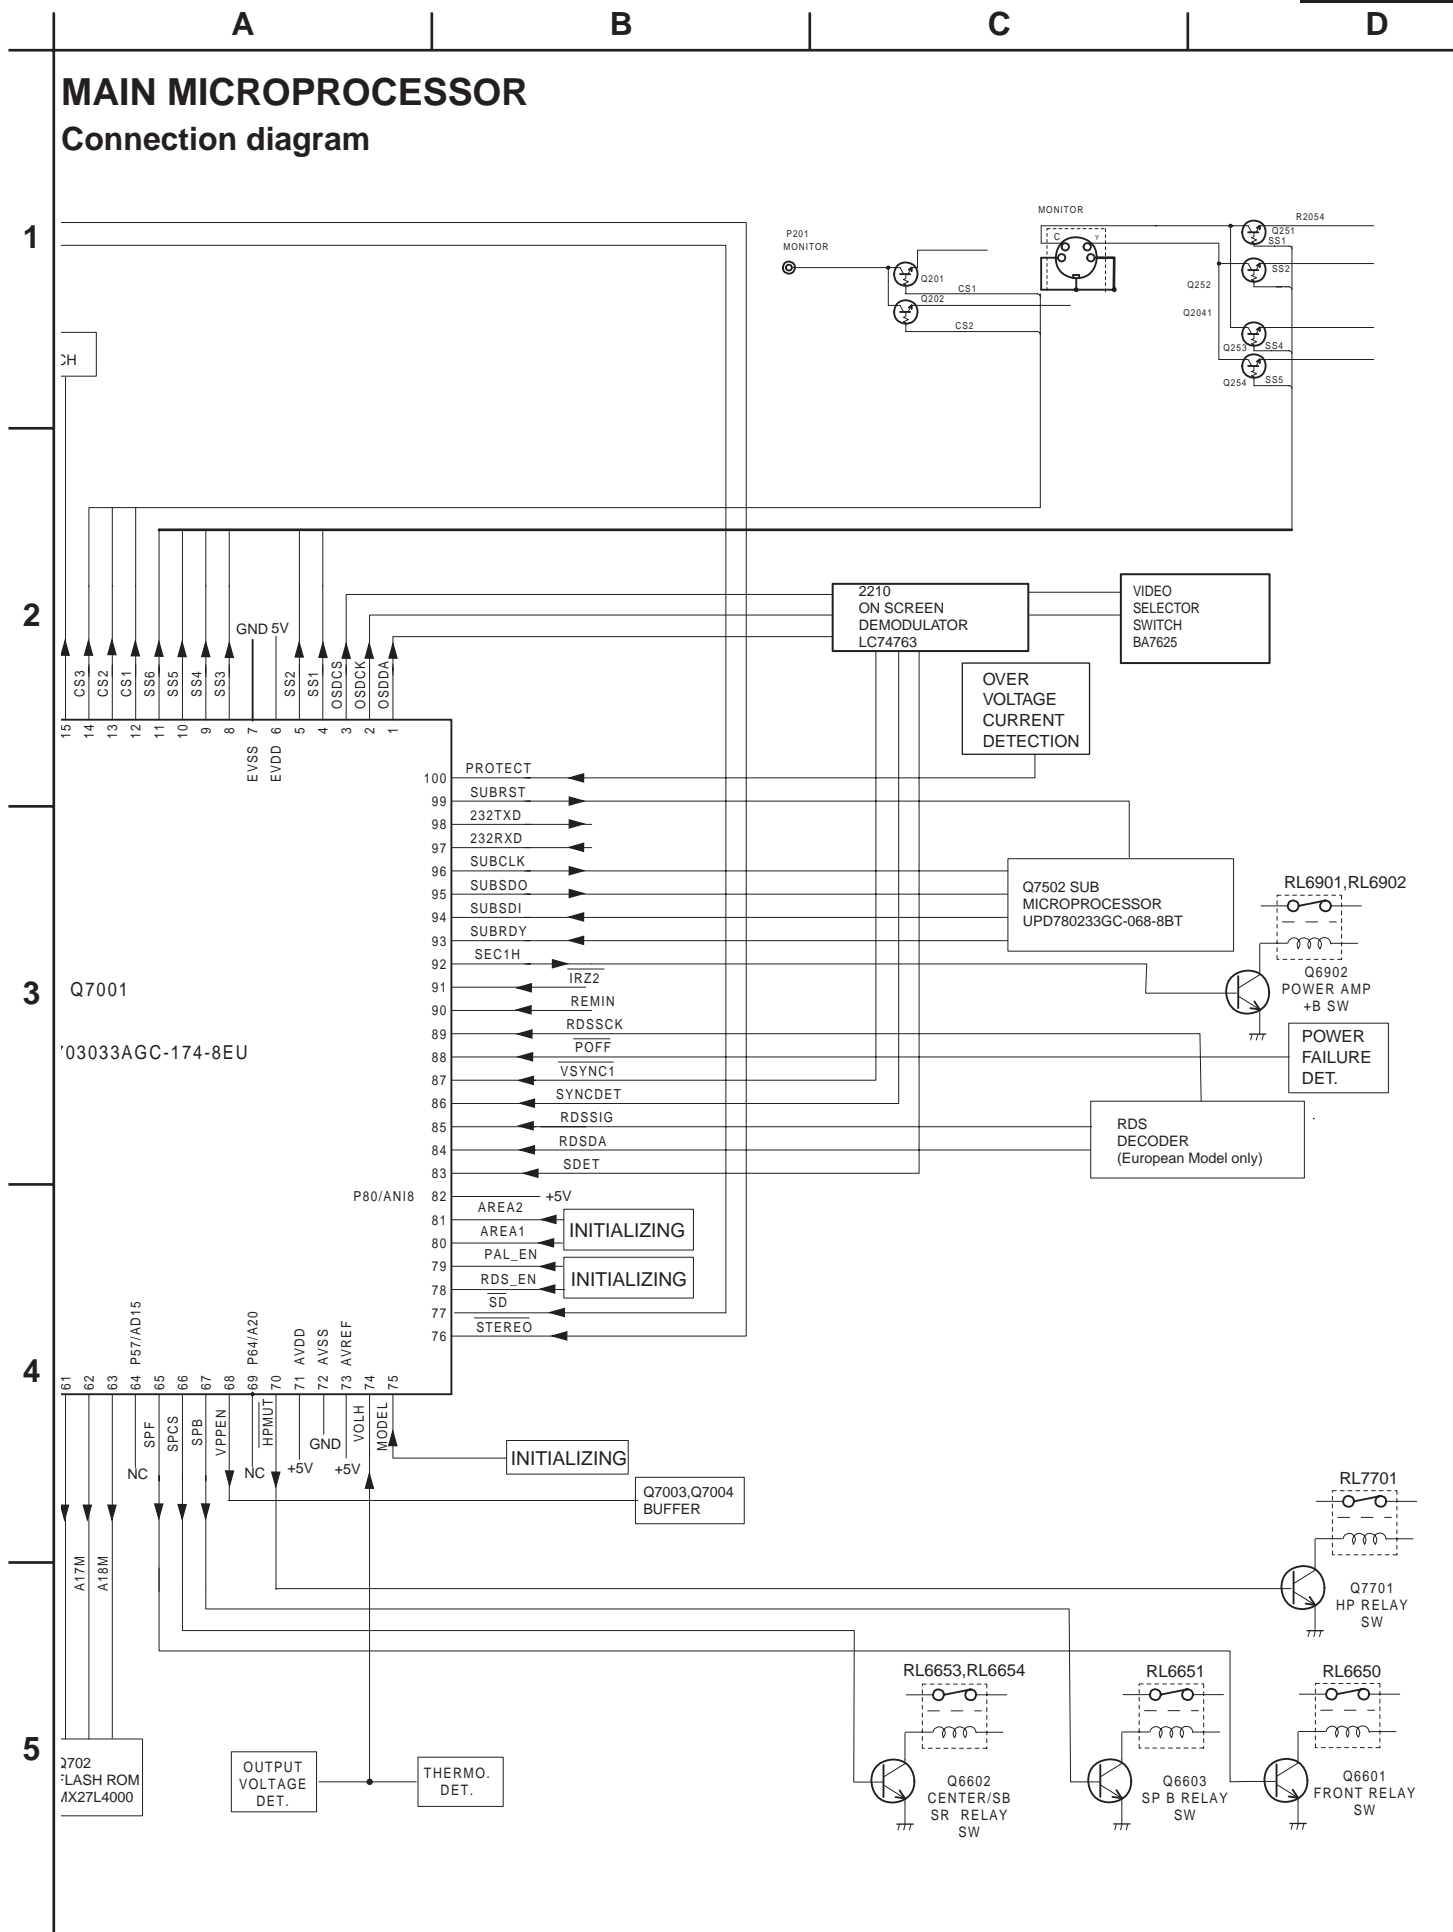 A
B
C
D
MAIN MICROPROCESSOR
Connection diagram
1
2
3
4
5
P201
MONITOR
MONITOR
C
Y
Q201
CS1
Q202
CS2
R2054
Q251
SS1
SS2
Q252
Q2041
Q253
SS4
Q254
SS5
CH
2210
ON SCREEN
DEMODULATOR
LC74763
VIDEO
SELECTOR
SWITCH
BA7625
OVER
VOLTAGE
CURRENT
DETECTION
GND 5V
CS3
CS2
CS1
SS6
SS5
SS4
SS3
SS2
SS1
OSDCS
OSDCK
OSDDA
15
14
13
12
11
10
9
8
7
6
5
4
3
2
1
EVSS
EVDD
100 PROTECT
99 SUBRST
98 232TXD
97 232RXD
96 SUBCLK
95 SUBSDO
94 SUBSDI
93 SUBRDY
92 SEC1H
91 IRZ2
90 REMIN
89 RDSSCK
88 POFF
87 VSYNC1
86 SYNCDET
85 RDSSIG
84 RDSDA
83 SDET
P80/ANI8 82 +5V
81 AREA2
80 AREA1
INITIALIZING
79 PAL_EN
78 RDS_EN
INITIALIZING
77 SD
76 STEREO
Q7001
703033AGC-174-8EU
Q7502 SUB
MICROPROCESSOR
UPD780233GC-068-8BT
RL6901,RL6902
Q6902
POWER AMP
+B SW
POWER
FAILURE
DET.
RDS
DECODER
(European Model only)
P57/AD15
P64/A20
AVDD
AVSS
AVREF
61
62
63
64
65
66
67
68
69
70
71
72
73
74
75
SPF
SPCS
SPB
VPPEN
HPMUT
VOLH
MODEL
NC
NC
+5V
GND
+5V
INITIALIZING
Q7003,Q7004
BUFFER
A17M
A18M
RL7701
Q7701
HP RELAY
SW
RL6653,RL6654
RL6651
RL6650
Q702
FLASH ROM
MX27L4000
OUTPUT
VOLTAGE
DET.
THERMO.
DET.
Q6602
CENTER/SB
SR RELAY
SW
Q6603
SP B RELAY
SW
Q6601
FRONT RELAY
SW